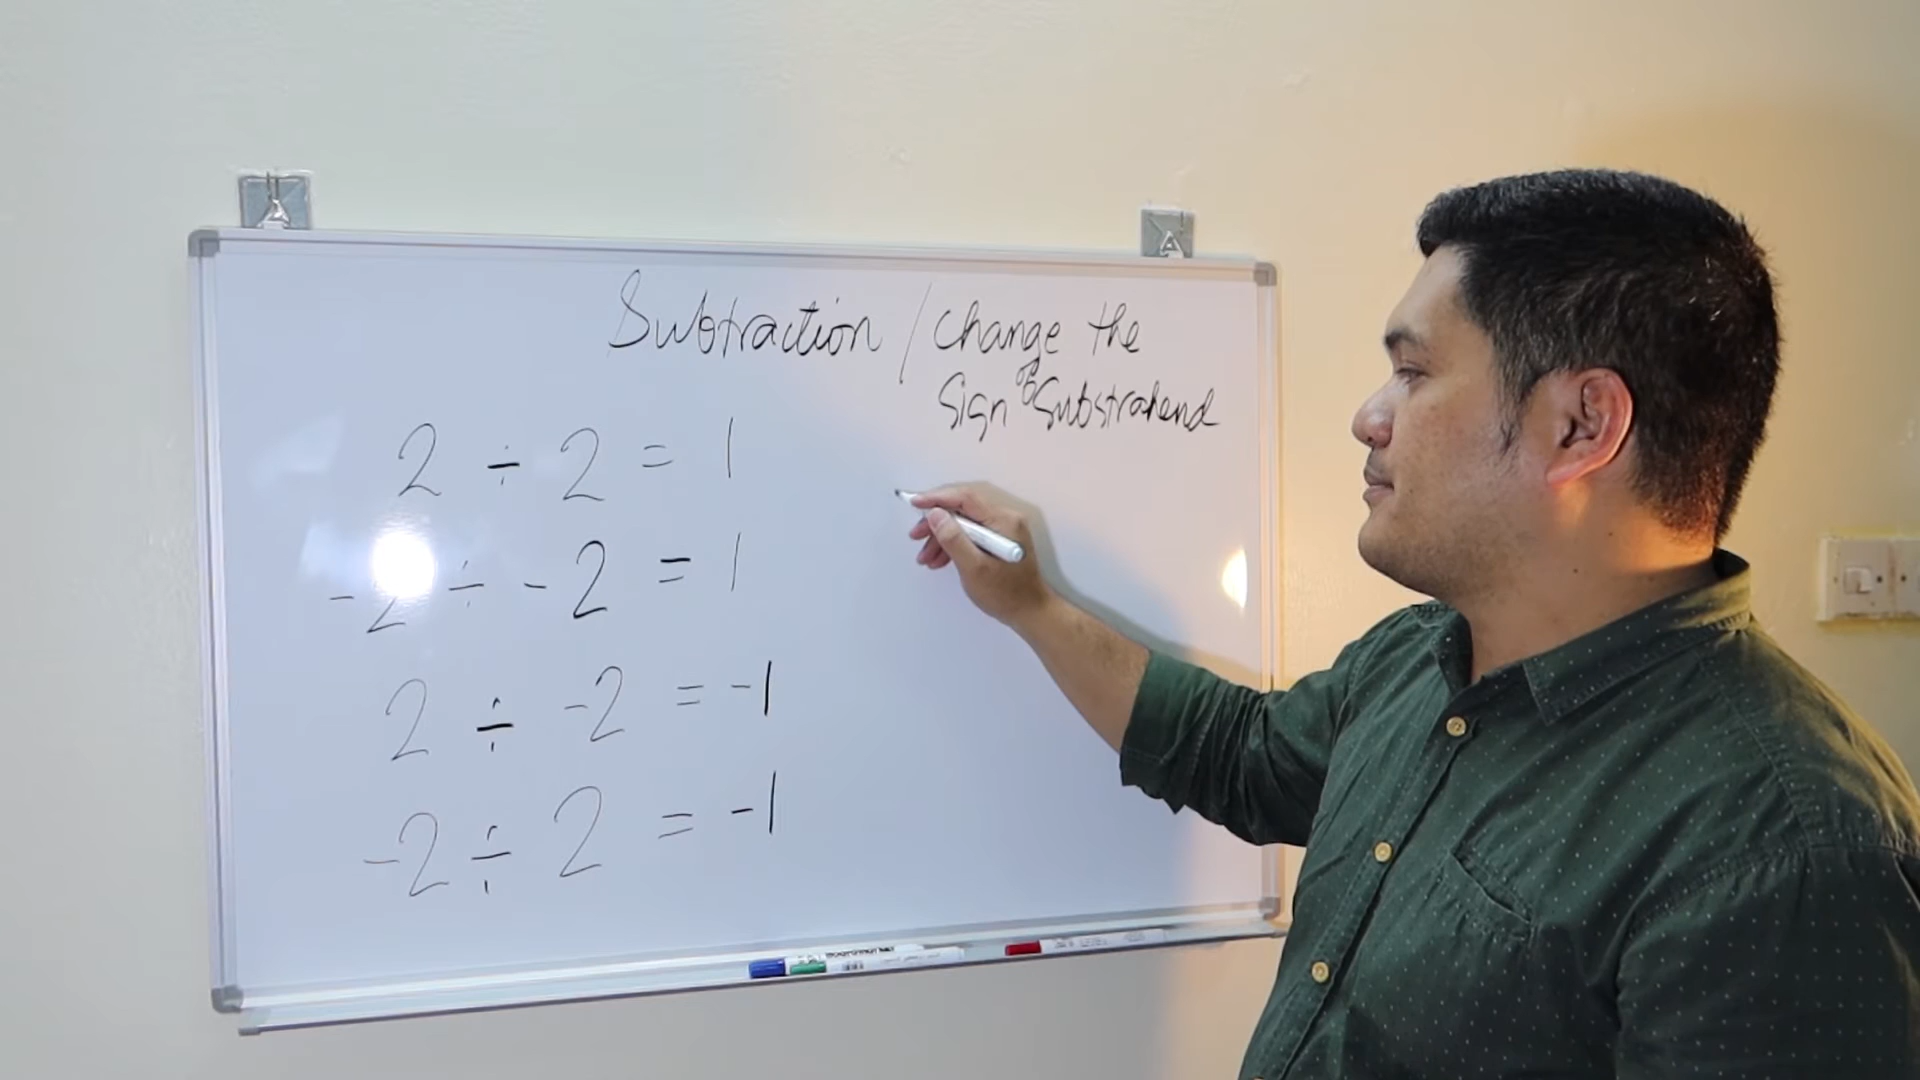 Subtraction / Change the
Sign of Substrahend
2 ÷ 2 = 1
-2 ÷ -2 = 1
2 ÷ -2 = -1
-2 ÷ 2 = -1